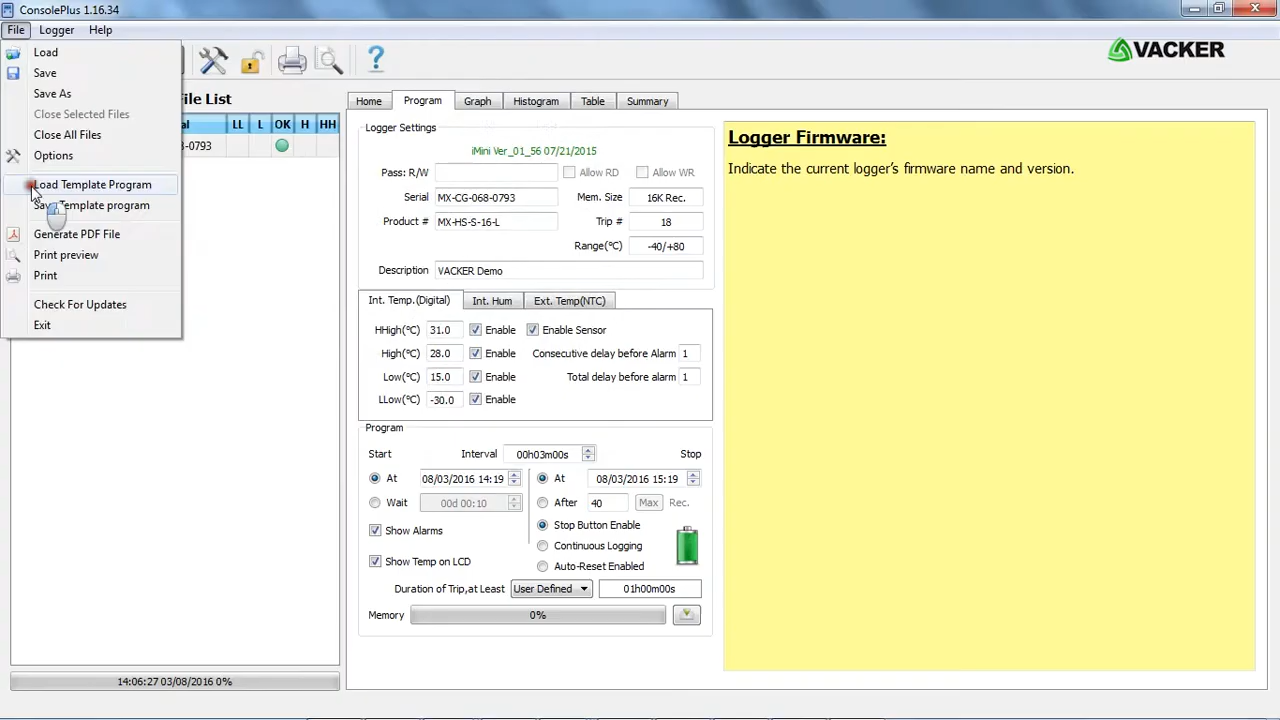 ConsolePlus 1.16.34
File Logger Help
Load
Save
Save As
Close Selected Files
Close All Files
Options
Load Template Program
Save Template program
Generate PDF File
Print preview
Print
Check For Updates
Exit
VACKER
File List
LL L OK H HH
-0793
14:06:27 03/08/2016 0%
Home Program Graph Histogram Table Summary
Logger Settings
iMini Ver_01_56 07/21/2015
Pass: R/W Allow RD Allow WR
Serial MX-CG-068-0793 Mem. Size 16K Rec.
Product # MX-HS-S-16-L Trip # 18
Range(°C) -40/+80
Description VACKER Demo
Int. Temp.(Digital) Int. Hum Ext. Temp(NTC)
HHigh(°C) 31.0 Enable Enable Sensor
High(°C) 28.0 Enable Consecutive delay before Alarm 1
Low(°C) 15.0 Enable Total delay before alarm 1
LLow(°C) -30.0 Enable
Program
Start Interval 00h03m00s Stop
At 08/03/2016 14:19 At 08/03/2016 15:19
Wait 00d 00:10 After 40 Max Rec.
Show Alarms Stop Button Enable
Continuous Logging
Show Temp on LCD Auto-Reset Enabled
Duration of Trip,at Least User Defined 01h00m00s
Memory 0%
Logger Firmware:
Indicate the current logger's firmware name and version.